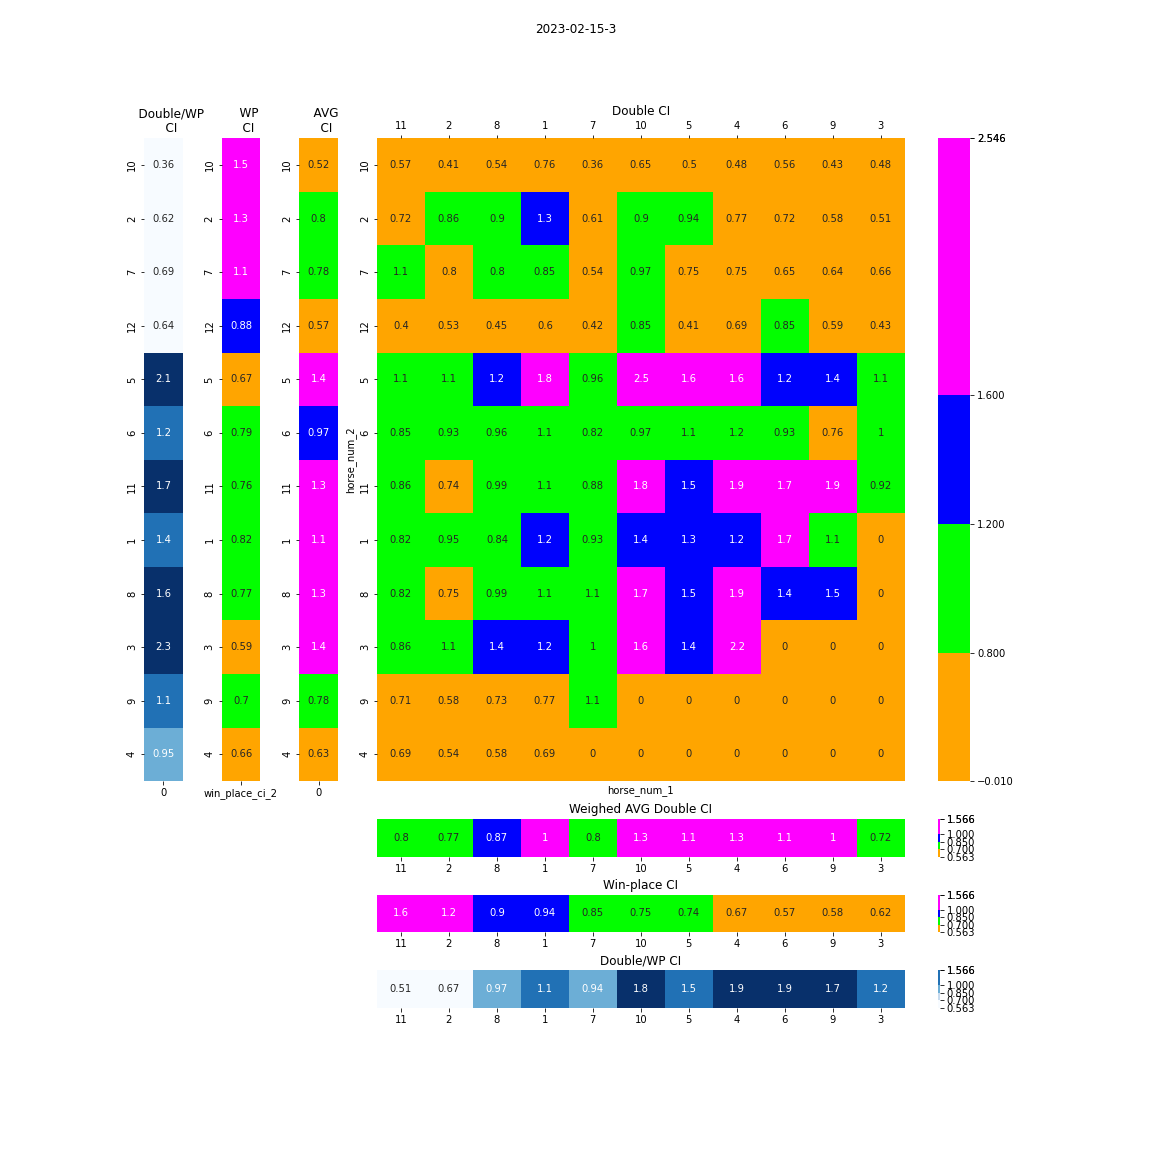 2023-02-15-3
Double/WP CI
WP CI
AVG CI
Double CI
11 2 8 1 7 10 5 4 6 9 3
10 0.36 10 1.5 10 0.52 10 0.57 0.41 0.54 0.76 0.36 0.65 0.5 0.48 0.56 0.43 0.48
2 0.62 2 1.3 2 0.8 2 0.72 0.86 0.9 1.3 0.61 0.9 0.94 0.77 0.72 0.58 0.51
7 0.69 7 1.1 7 0.78 7 1.1 0.8 0.8 0.85 0.54 0.97 0.75 0.75 0.65 0.64 0.66
12 0.64 12 0.88 12 0.57 12 0.4 0.53 0.45 0.6 0.42 0.85 0.41 0.69 0.85 0.59 0.43
5 2.1 5 0.67 5 1.4 5 1.1 1.1 1.2 1.8 0.96 2.5 1.6 1.6 1.2 1.4 1.1
6 1.2 6 0.79 6 0.97 6 0.85 0.93 0.96 1.1 0.82 0.97 1.1 1.2 0.93 0.76 1
horse_num_2
11 1.7 11 0.76 11 1.3 11 0.86 0.74 0.99 1.1 0.88 1.8 1.5 1.9 1.7 1.9 0.92
1 1.4 1 0.82 1 1.1 1 0.82 0.95 0.84 1.2 0.93 1.4 1.3 1.2 1.7 1.1 0
8 1.6 8 0.77 8 1.3 8 0.82 0.75 0.99 1.1 1.1 1.7 1.5 1.9 1.4 1.5 0
3 2.3 3 0.59 3 1.4 3 0.86 1.1 1.4 1.2 1 1.6 1.4 2.2 0 0 0
9 1.1 9 0.7 9 0.78 9 0.71 0.58 0.73 0.77 1.1 0 0 0 0 0 0
4 0.95 4 0.66 4 0.63 4 0.69 0.54 0.58 0.69 0 0 0 0 0 0 0
0 win_place_ci_2 0 horse_num_1
2.546
1.600
1.200
0.800
−0.010
Weighed AVG Double CI
0.8 0.77 0.87 1 0.8 1.3 1.1 1.3 1.1 1 0.72
11 2 8 1 7 10 5 4 6 9 3
1.566
1.000
0.850
0.700
0.563
Win-place CI
1.6 1.2 0.9 0.94 0.85 0.75 0.74 0.67 0.57 0.58 0.62
11 2 8 1 7 10 5 4 6 9 3
1.566
1.000
0.850
0.700
0.563
Double/WP CI
0.51 0.67 0.97 1.1 0.94 1.8 1.5 1.9 1.9 1.7 1.2
11 2 8 1 7 10 5 4 6 9 3
1.566
1.000
0.850
0.700
0.563